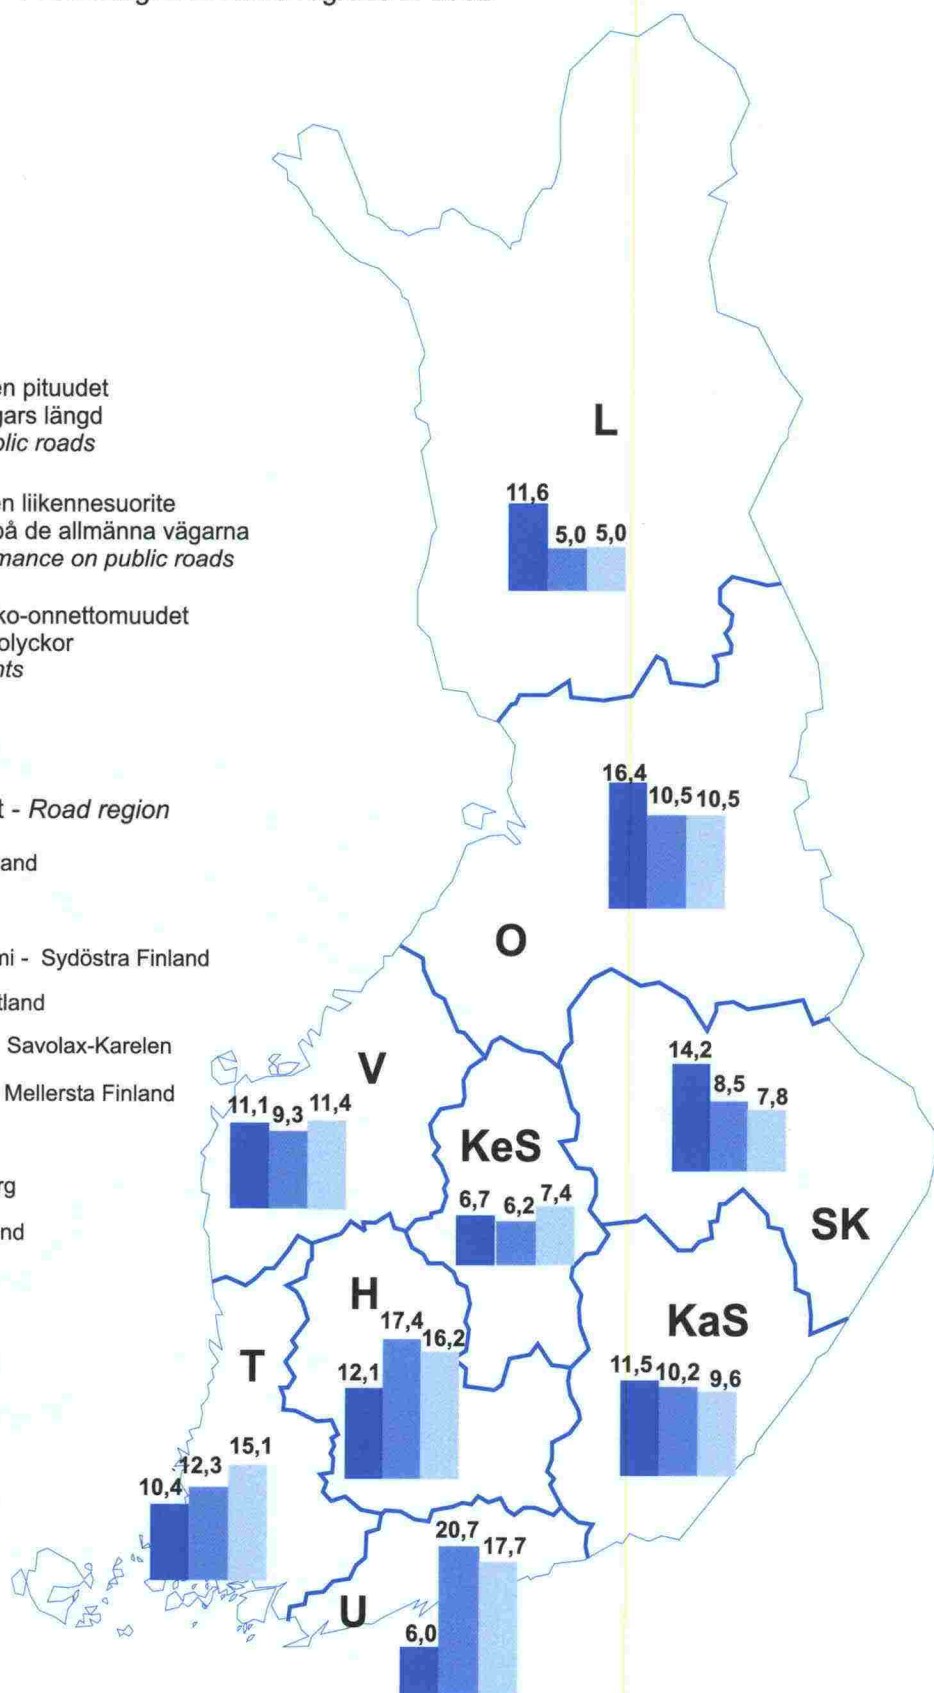 en pituudet
gars längd
blic roads
en liikennesuorite
på de allmänna vägarna
mance on public roads
ko-onnettomuudet
olyckor
nts
t - Road region
and
mi - Sydöstra Finland
tland
Savolax-Karelen
Mellersta Finland
rg
nd
L
11,6
5,0 5,0
16,4
10,5 10,5
O
14,2
8,5
7,8
V
11,1 9,3 11,4
KeS
6,7 6,2 7,4
SK
H
17,4
16,2
12,1
KaS
11,5 10,2 9,6
T
15,1
12,3
10,4
20,7
17,7
U
6,0